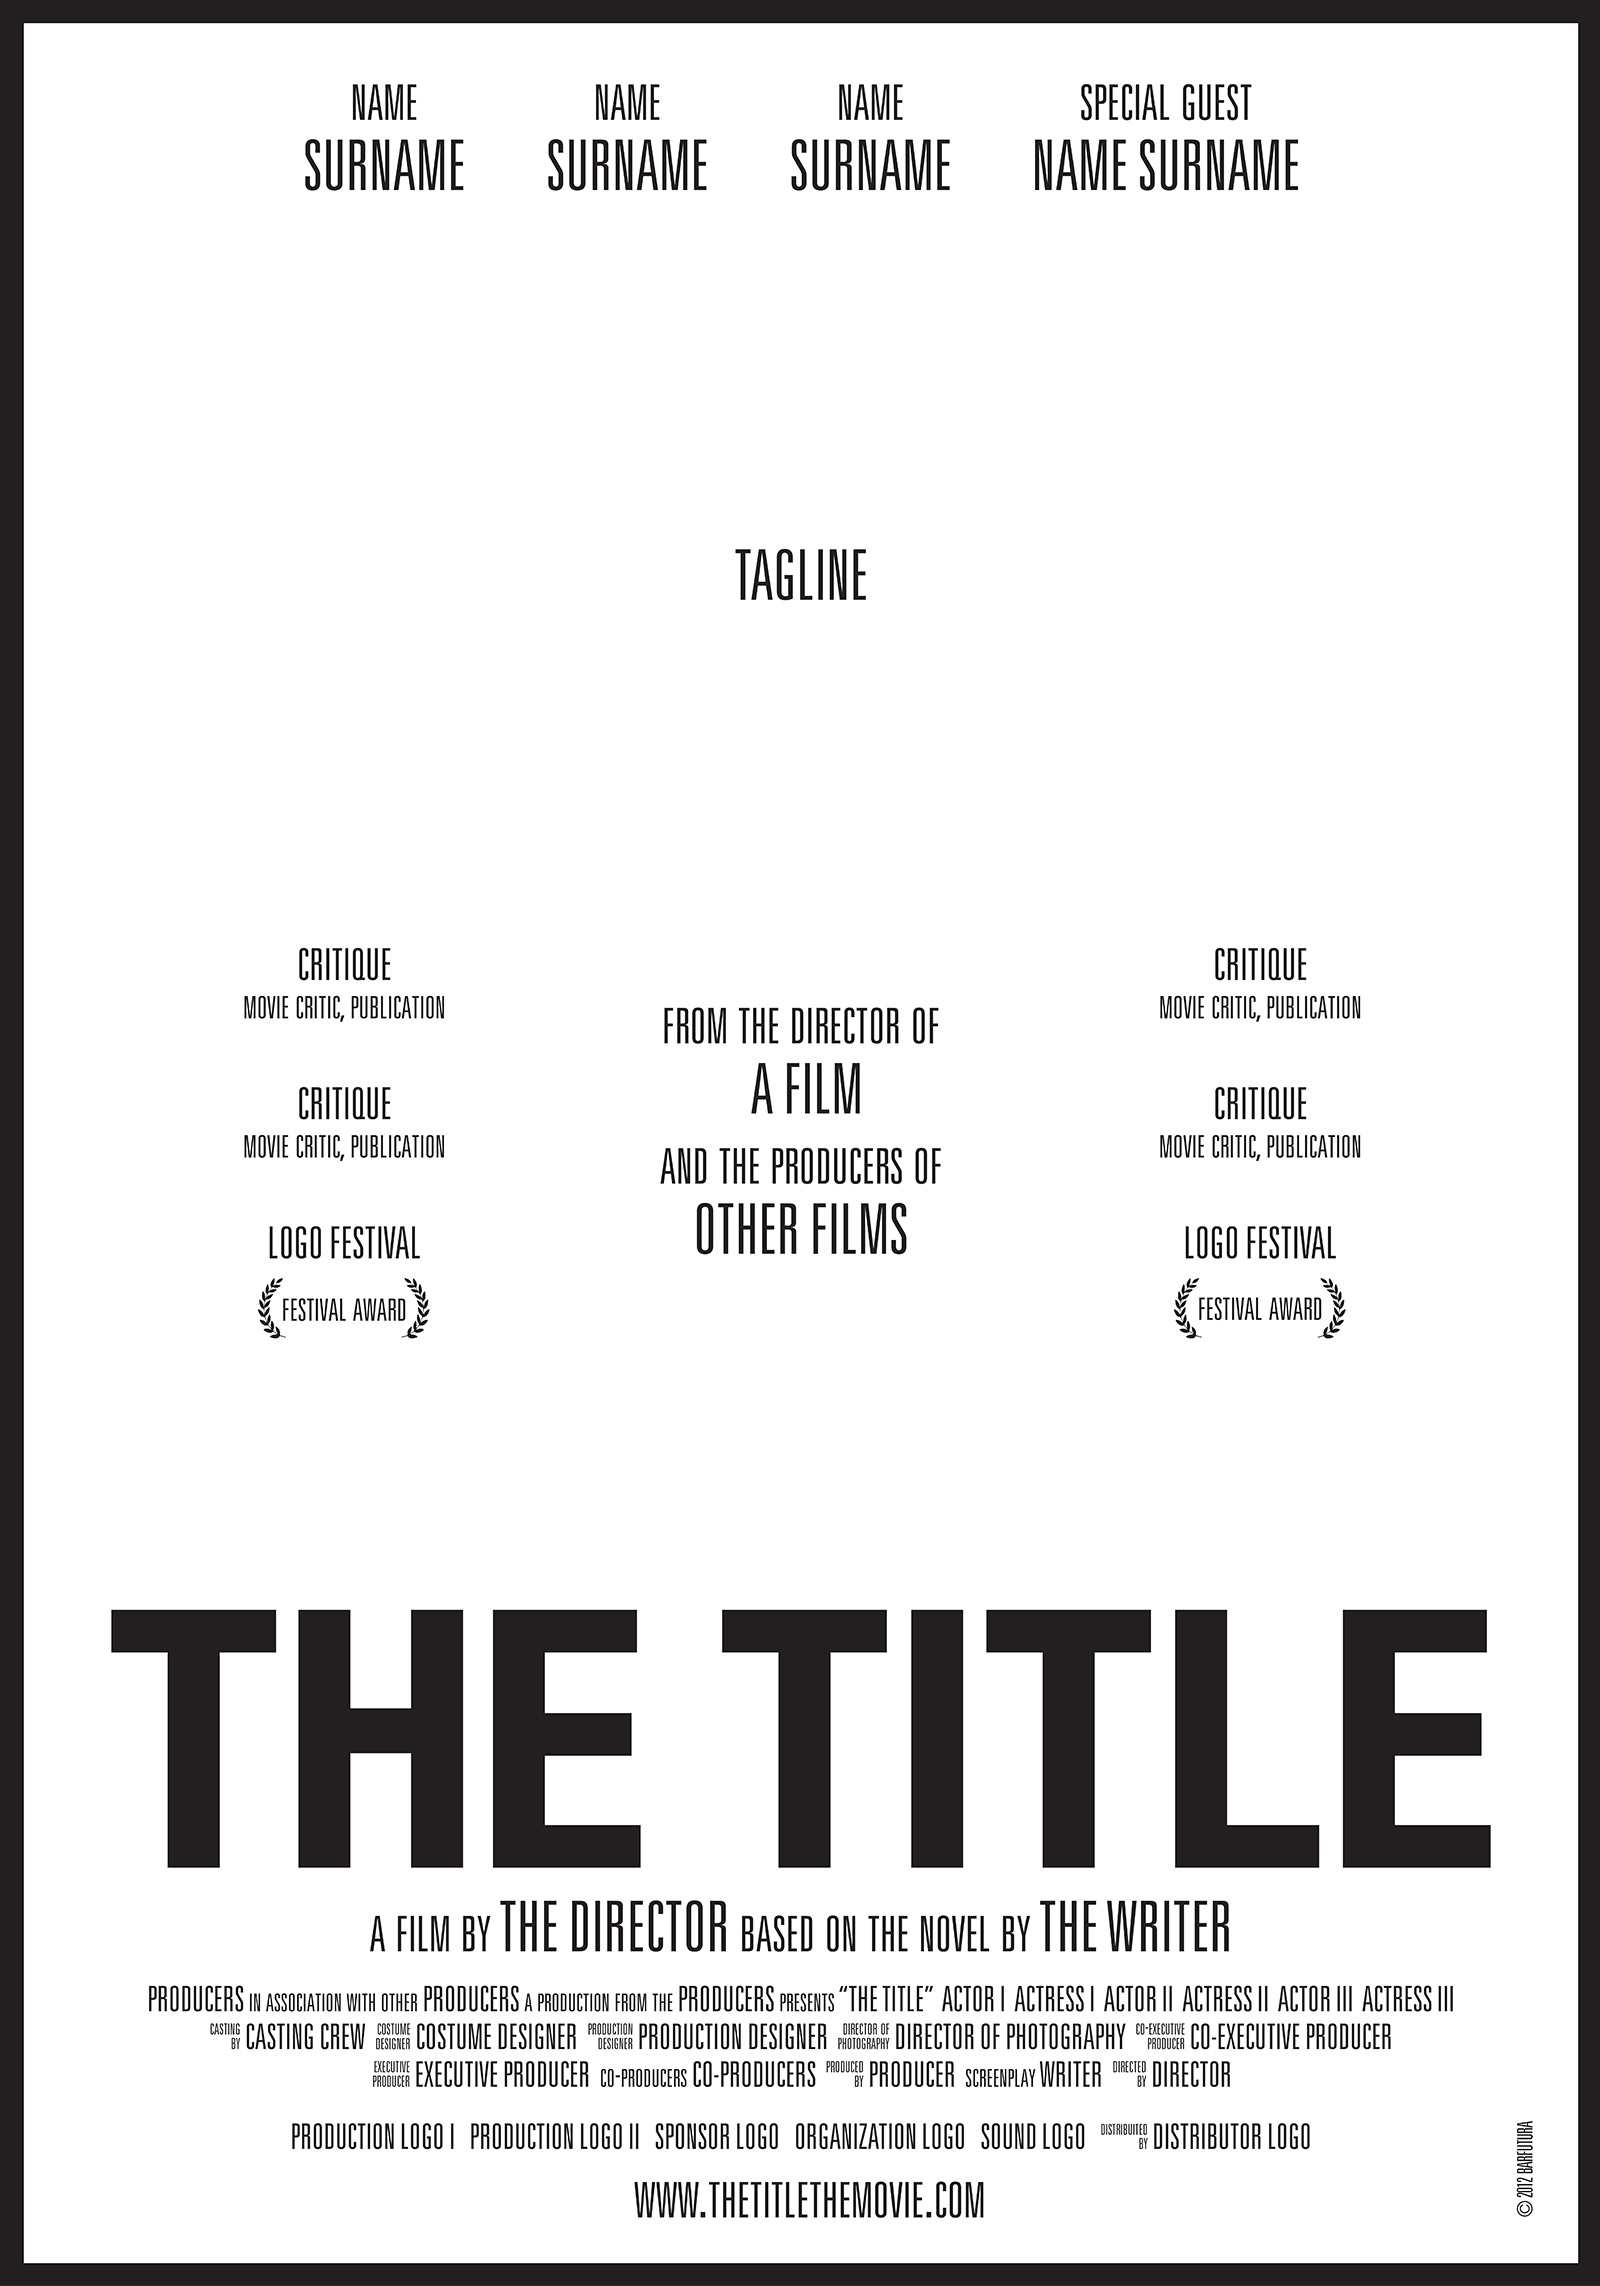 NAME NAME NAME SPECIAL GUEST
SURNAME SURNAME SURNAME NAME SURNAME
TAGLINE
CRITIQUE
MOVIE CRITIC, PUBLICATION
CRITIQUE
MOVIE CRITIC, PUBLICATION
LOGO FESTIVAL
FESTIVAL AWARD
FROM THE DIRECTOR OF
A FILM
AND THE PRODUCERS OF
OTHER FILMS
CRITIQUE
MOVIE CRITIC, PUBLICATION
CRITIQUE
MOVIE CRITIC, PUBLICATION
LOGO FESTIVAL
FESTIVAL AWARD
THE TITLE
A FILM BY THE DIRECTOR BASED ON THE NOVEL BY THE WRITER
PRODUCERS IN ASSOCIATION WITH OTHER PRODUCERS A PRODUCTION FROM THE PRODUCERS PRESENTS “THE TITLE” ACTOR I ACTRESS I ACTOR II ACTRESS II ACTOR III ACTRESS III
CASTING BY CASTING CREW COSTUME DESIGNER COSTUME DESIGNER PRODUCTION DESIGNER PRODUCTION DESIGNER DIRECTOR OF PHOTOGRAPHY DIRECTOR OF PHOTOGRAPHY CO-EXECUTIVE PRODUCER CO-EXECUTIVE PRODUCER
EXECUTIVE PRODUCER EXECUTIVE PRODUCER CO-PRODUCERS CO-PRODUCERS PRODUCED BY PRODUCER SCREENPLAY WRITER DIRECTED BY DIRECTOR
PRODUCTION LOGO I PRODUCTION LOGO II SPONSOR LOGO ORGANIZATION LOGO SOUND LOGO DISTRIBUITED BY DISTRIBUTOR LOGO
WWW.THETITLETHEMOVIE.COM
© 2012 BARFUTURA